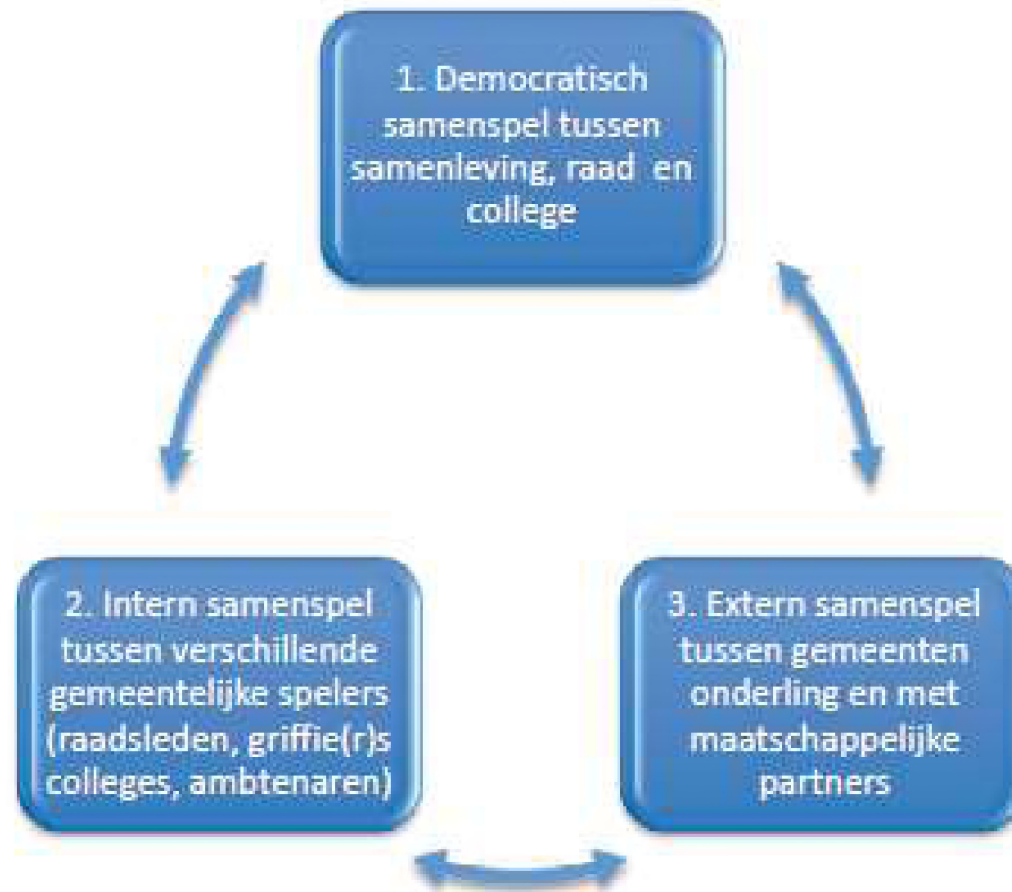 1. Democratisch
samenspel tussen
samenleving, raad en
college
2. Intern samenspel
tussen verschillende
gemeentelijke spelers
(raadsleden, griffie(r)s
colleges, ambtenaren)
3. Extern samenspel
tussen gemeenten
onderling en met
maatschappelijke
partners